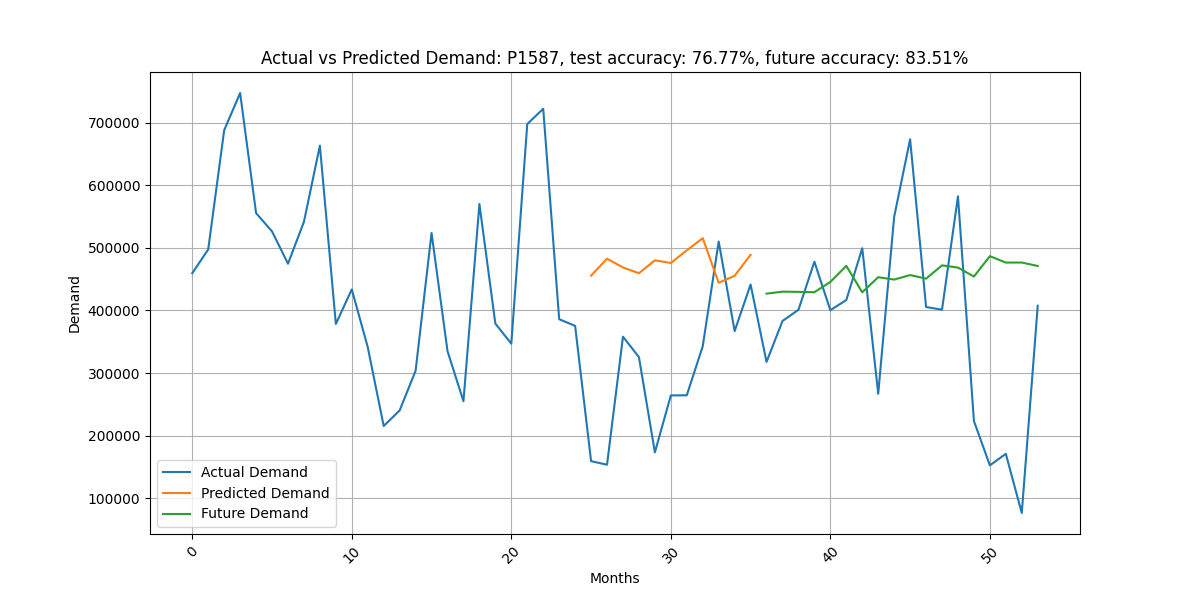 Actual vs Predicted Demand: P1587, test accuracy: 76.77%, future accuracy: 83.51%
700000
600000
500000
400000
300000
200000
100000
Demand
Actual Demand
Predicted Demand
Future Demand
0
10
20
30
40
50
Months